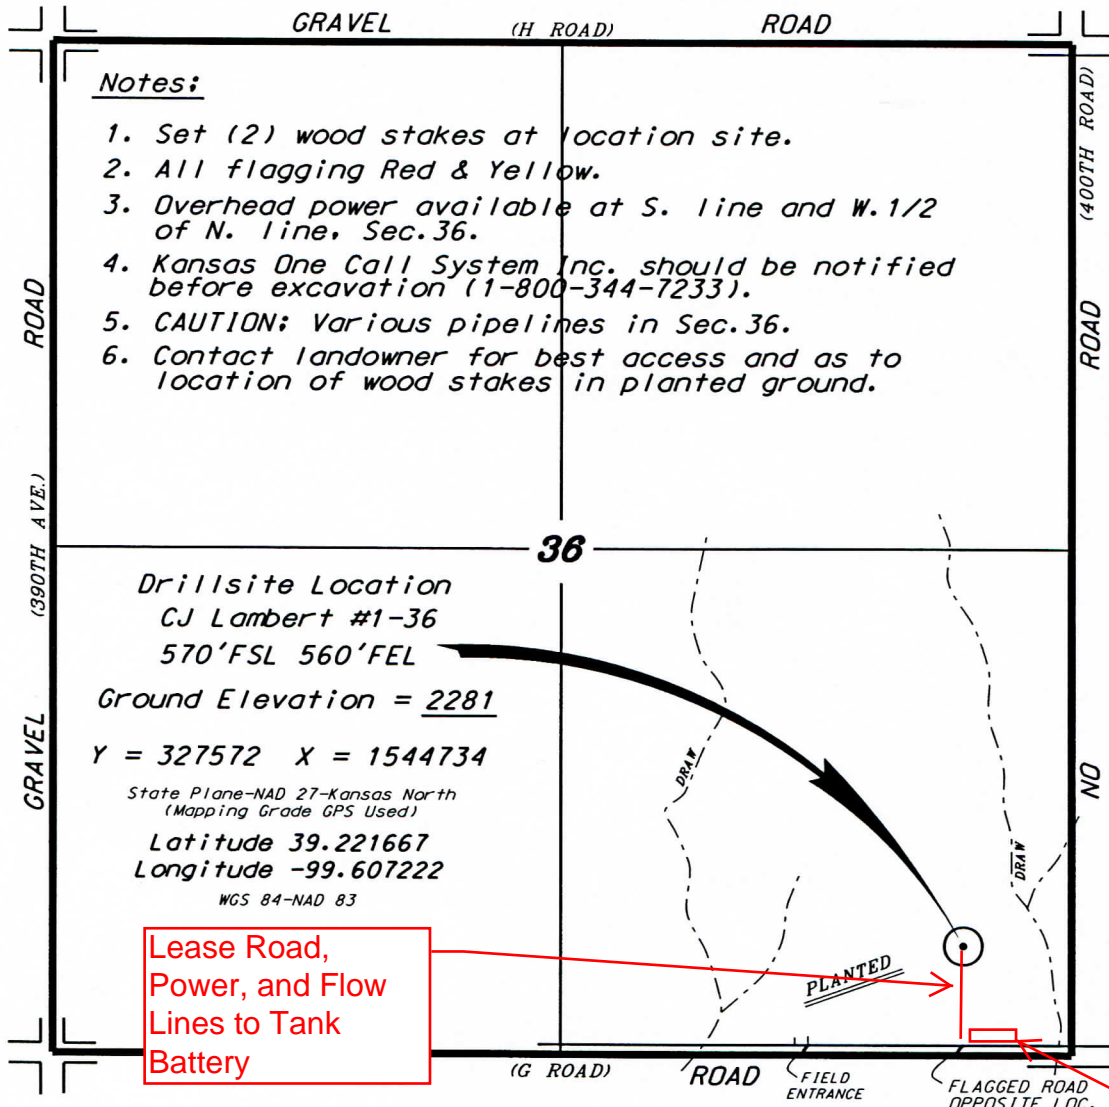 GRAVEL (H ROAD) ROAD
Notes:
1. Set (2) wood stakes at location site.
2. All flagging Red & Yellow.
3. Overhead power available at S. line and W.1/2
of N. line, Sec.36.
4. Kansas One Call System Inc. should be notified
before excavation (1-800-344-7233).
5. CAUTION: Various pipelines in Sec.36.
6. Contact landowner for best access and as to
location of wood stakes in planted ground.
ROAD
(390TH AVE.)
GRAVEL
(400TH ROAD)
ROAD
NO
36
Drillsite Location
CJ Lambert #1-36
570'FSL 560'FEL
Ground Elevation = 2281
Y = 327572 X = 1544734
State Plane-NAD 27-Kansas North
(Mapping Grade GPS Used)
Latitude 39.221667
Longitude -99.607222
WGS 84-NAD 83
DRAW
DRAW
PLANTED
Lease Road,
Power, and Flow
Lines to Tank
Battery
(G ROAD) ROAD
FIELD
ENTRANCE
FLAGGED ROAD
OPPOSITE LOC.